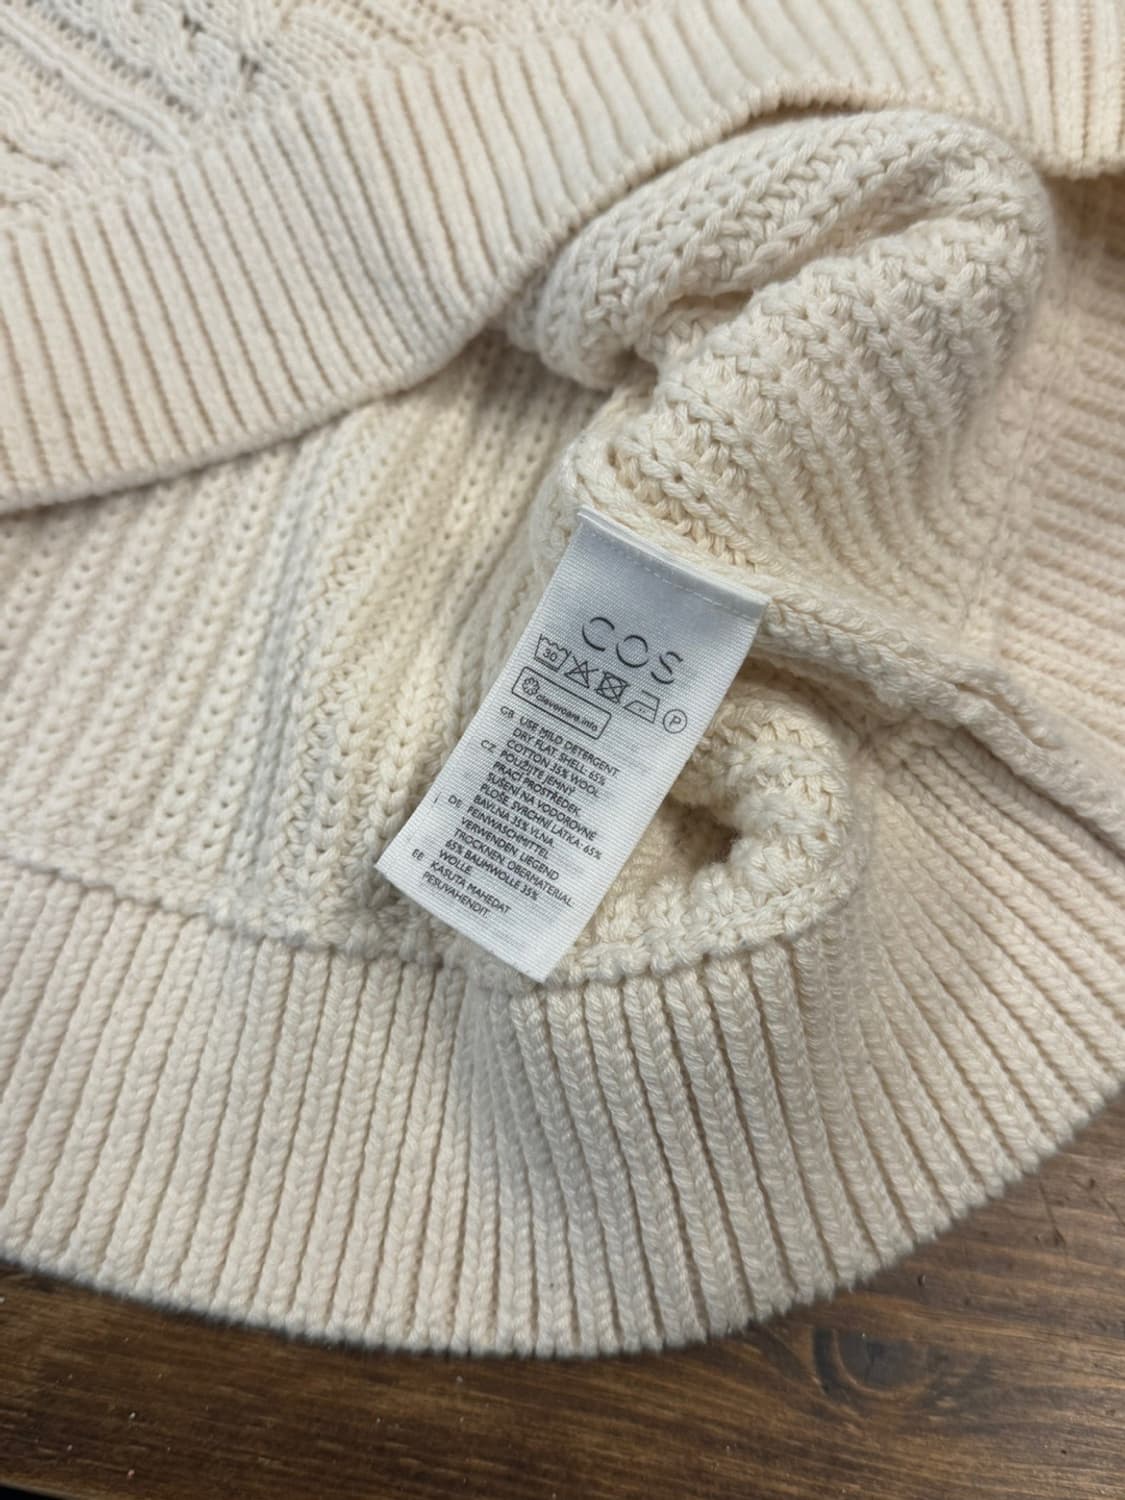 COS
30
P
clevercare.info
GB USE MILD DETERGENT.
DRY FLAT. SHELL: 65%
COTTON 35% WOOL
CZ POUŽIJTE JEMNÝ
PRACÍ PROSTŘEDEK.
SUŠENÍ NA VODOROVNÉ
PLOŠE. SVRCHNÍ LÁTKA: 65%
BAVLNA 35% VLNA
DE FEINWASCHMITTEL
VERWENDEN. LIEGEND
TROCKNEN. OBERMATERIAL:
65% BAUMWOLLE 35%
WOLLE
EE KASUTA MAHEDAT
PESUVAHENDIT.